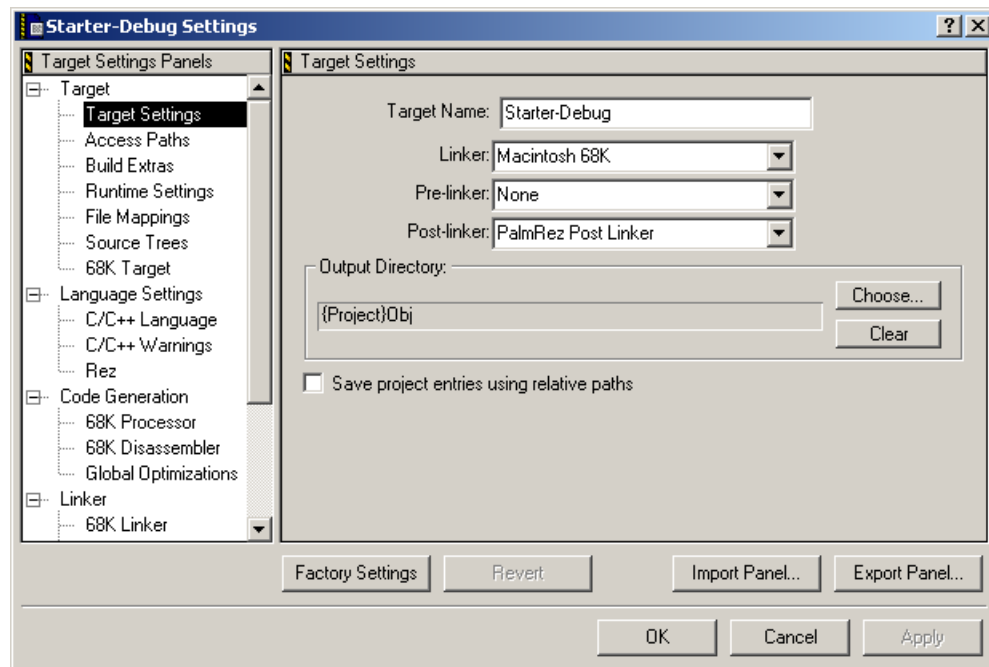 Starter-Debug Settings
Target Settings Panels
Target
Target Settings
Access Paths
Build Extras
Runtime Settings
File Mappings
Source Trees
68K Target
Language Settings
C/C++ Language
C/C++ Warnings
Rez
Code Generation
68K Processor
68K Disassembler
Global Optimizations
Linker
68K Linker
Target Settings
Target Name: Starter-Debug
Linker: Macintosh 68K
Pre-linker: None
Post-linker: PalmRez Post Linker
Output Directory:
{Project}Obj
Choose...
Clear
Save project entries using relative paths
Factory Settings Revert Import Panel... Export Panel...
OK Cancel Apply